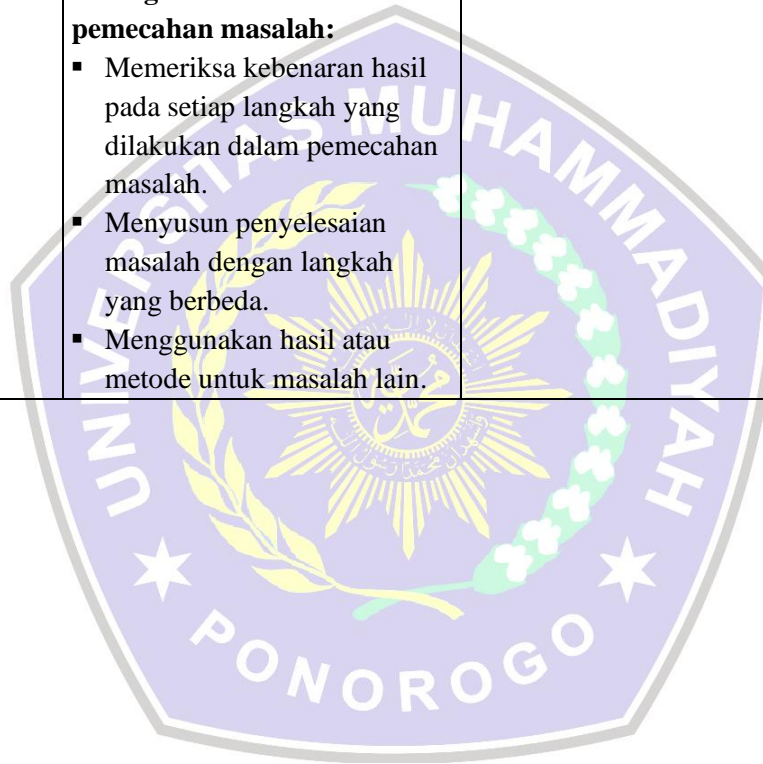 pemecahan masalah:
▪ Memeriksa kebenaran hasil
pada setiap langkah yang
dilakukan dalam pemecahan
masalah.
▪ Menyusun penyelesaian
masalah dengan langkah
yang berbeda.
▪ Menggunakan hasil atau
metode untuk masalah lain.
UNIVERSITAS MUHAMMADIYAH
PONOROGO